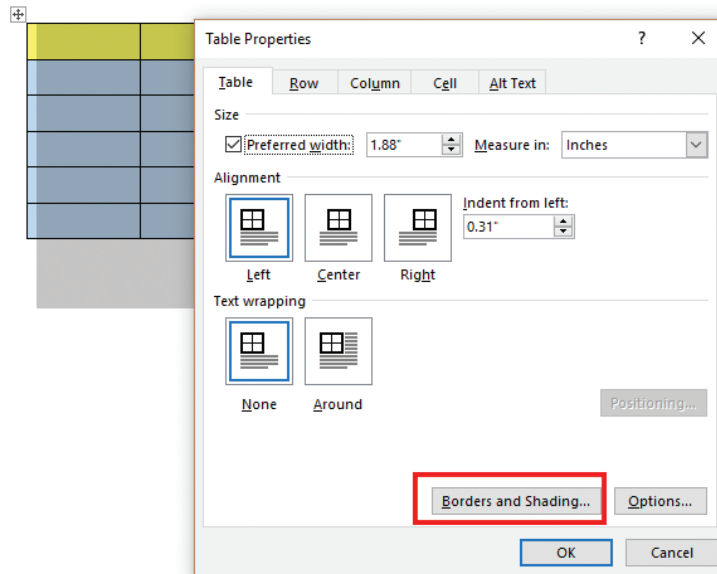 Table Properties ? ✕
Table Row Column Cell Alt Text
Size
Preferred width: 1.88" Measure in: Inches
Alignment
Indent from left:
0.31"
Left Center Right
Text wrapping
None Around
Positioning...
Borders and Shading... Options...
OK Cancel